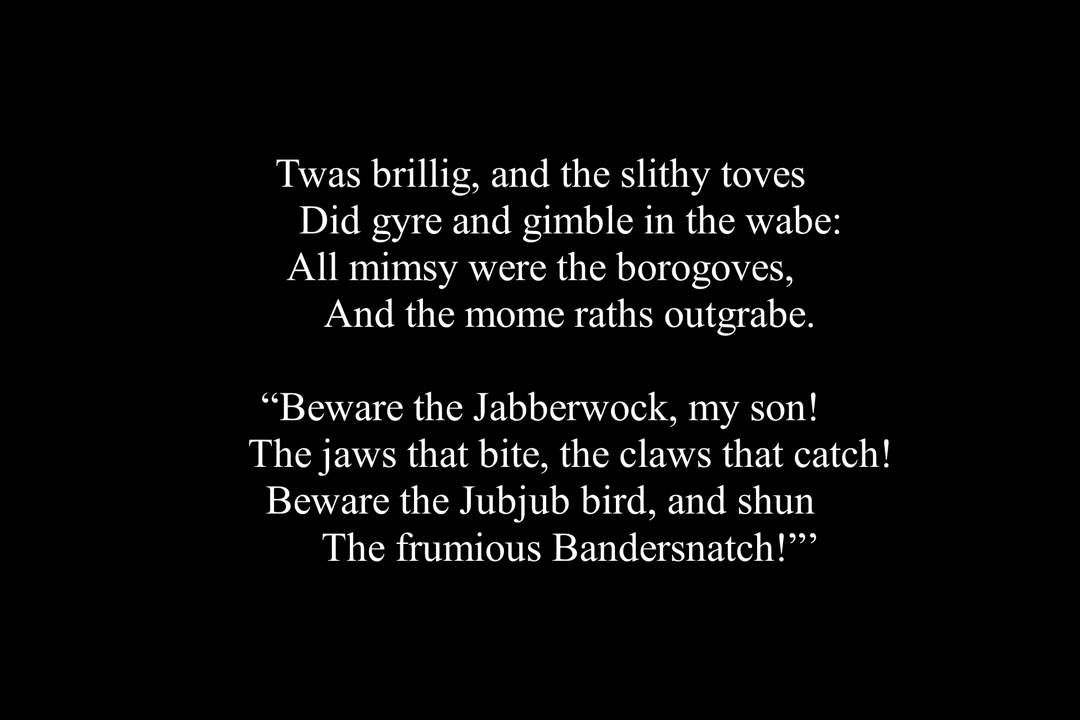 Twas brillig, and the slithy toves
Did gyre and gimble in the wabe:
All mimsy were the borogoves,
And the mome raths outgrabe.
“Beware the Jabberwock, my son!
The jaws that bite, the claws that catch!
Beware the Jubjub bird, and shun
The frumious Bandersnatch!”’